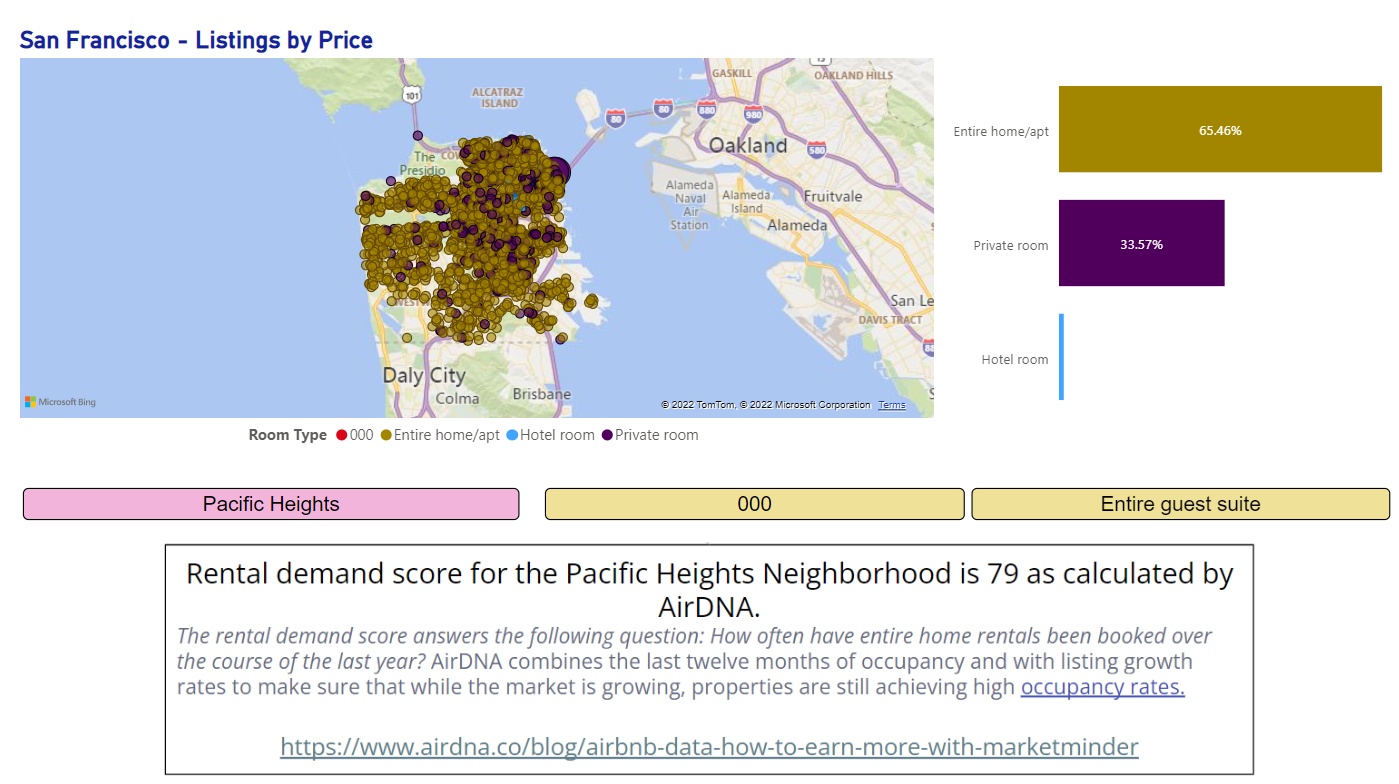 San Francisco - Listings by Price
101
ALCATRAZ
ISLAND
80
80
880
980
580
GASKILL
13
OAKLAND HILLS
Oakland
The
Presidio
Alameda
Naval
Air
Station
Alameda
Island
Fruitvale
Alameda
San Le
DAVIS TRACT
Daly City
Colma
Brisbane
Microsoft Bing
© 2022 TomTom, © 2022 Microsoft Corporation Terms
Room Type 000 Entire home/apt Hotel room Private room
Entire home/apt
65.46%
Private room
33.57%
Hotel room
Pacific Heights
000
Entire guest suite
Rental demand score for the Pacific Heights Neighborhood is 79 as calculated by
AirDNA.
The rental demand score answers the following question: How often have entire home rentals been booked over
the course of the last year? AirDNA combines the last twelve months of occupancy and with listing growth
rates to make sure that while the market is growing, properties are still achieving high occupancy rates.
https://www.airdna.co/blog/airbnb-data-how-to-earn-more-with-marketminder